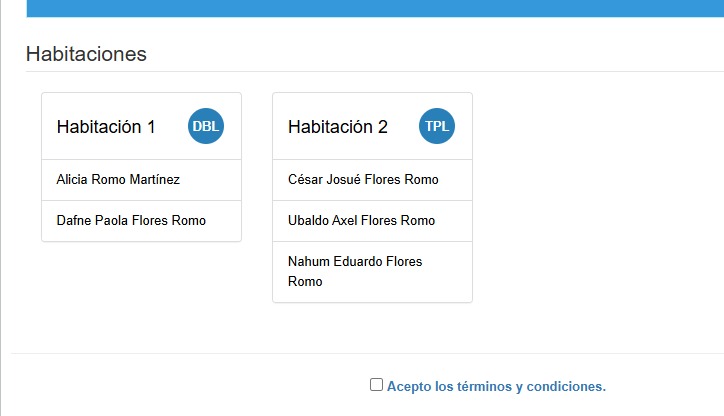 Habitaciones
Habitación 1
DBL
Alicia Romo Martínez
Dafne Paola Flores Romo
Habitación 2
TPL
César Josué Flores Romo
Ubaldo Axel Flores Romo
Nahum Eduardo Flores
Romo
Acepto los términos y condiciones.